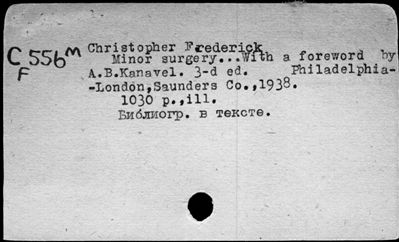 C 556 m
F
Christopher Frederick
Minor surgery...With a foreword by
A.B.Kanavel. 3-d ed. Philadelphia-
-London,Saunders Co.,1938.
1030 p.,ill.
Библиогр. в тексте.